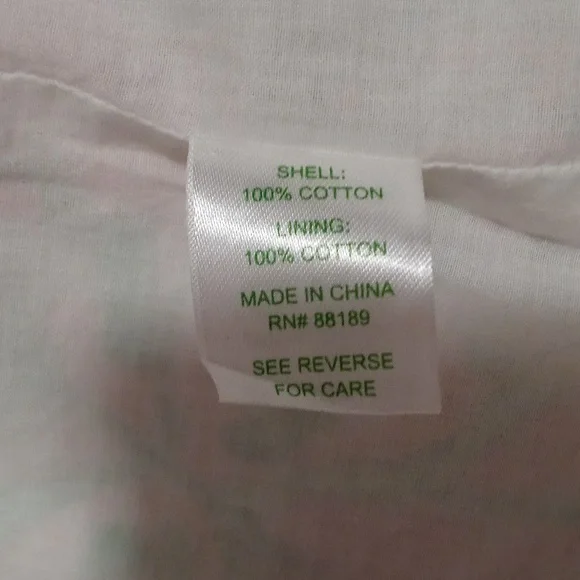 SHELL:
100% COTTON
LINING:
100% COTTON
MADE IN CHINA
RN# 88189
SEE REVERSE
FOR CARE